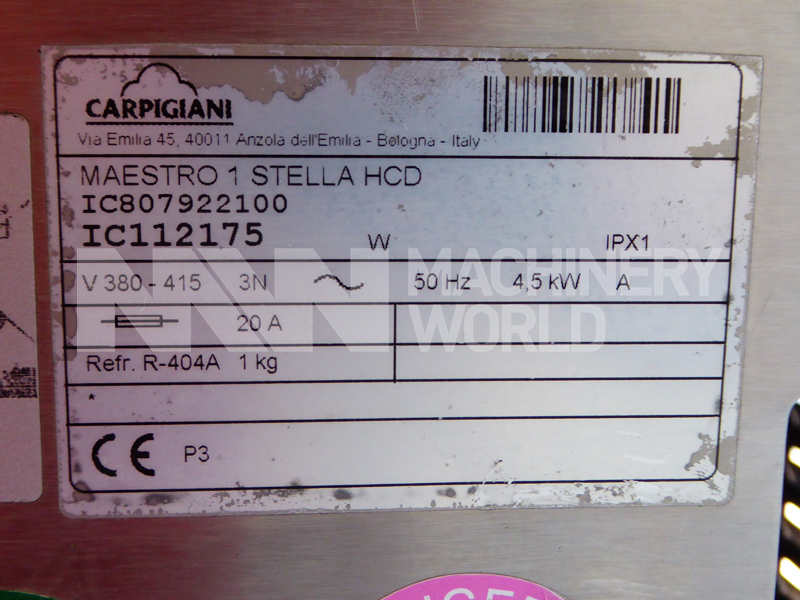 CARPIGIANI
Via Emilia 45, 40011 Anzola dell'Emilia - Bologna - Italy
MAESTRO 1 STELLA HCD
IC807922100
IC112175 W IPX1
V 380 - 415 3N 50 Hz 4,5 kW A
MW MACHINERY
WORLD
20 A
Refr. R-404A 1 kg
*
CE P3